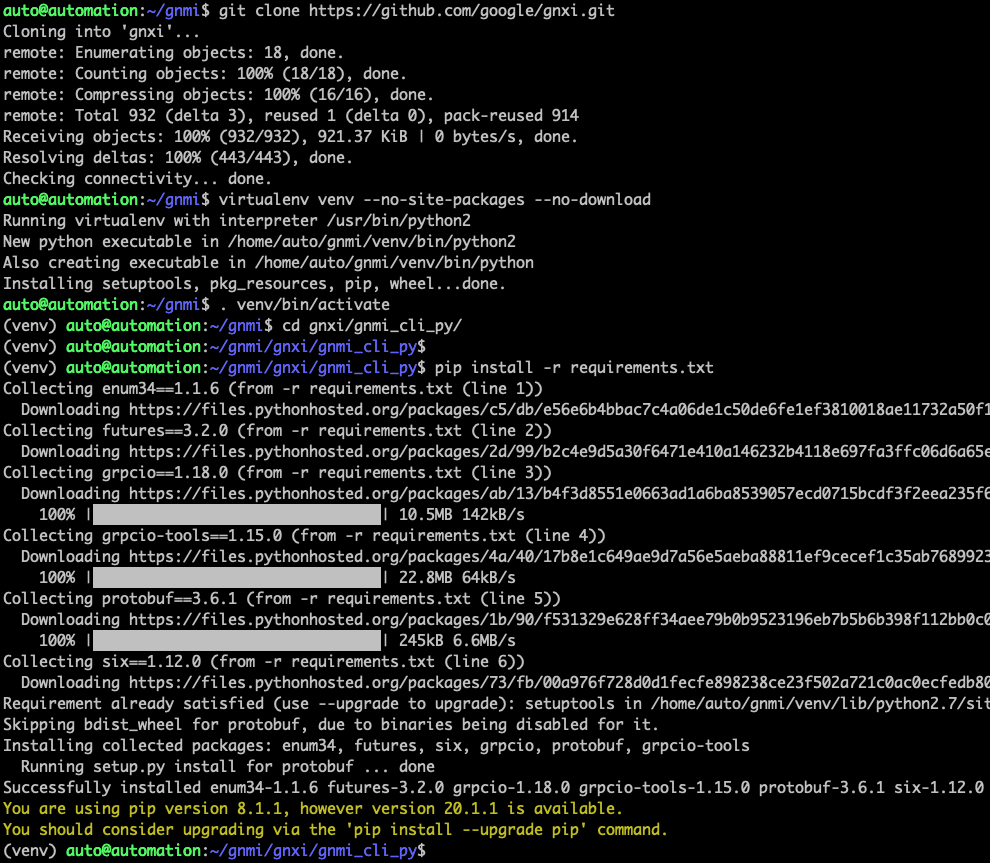 auto@automation:~/gnmi$ git clone https://github.com/google/gnxi.git
Cloning into 'gnxi'...
remote: Enumerating objects: 18, done.
remote: Counting objects: 100% (18/18), done.
remote: Compressing objects: 100% (16/16), done.
remote: Total 932 (delta 3), reused 1 (delta 0), pack-reused 914
Receiving objects: 100% (932/932), 921.37 KiB | 0 bytes/s, done.
Resolving deltas: 100% (443/443), done.
Checking connectivity... done.
auto@automation:~/gnmi$ virtualenv venv --no-site-packages --no-download
Running virtualenv with interpreter /usr/bin/python2
New python executable in /home/auto/gnmi/venv/bin/python2
Also creating executable in /home/auto/gnmi/venv/bin/python
Installing setuptools, pkg_resources, pip, wheel...done.
auto@automation:~/gnmi$ . venv/bin/activate
(venv) auto@automation:~/gnmi$ cd gnxi/gnmi_cli_py/
(venv) auto@automation:~/gnmi/gnxi/gnmi_cli_py$
(venv) auto@automation:~/gnmi/gnxi/gnmi_cli_py$ pip install -r requirements.txt
Collecting enum34==1.1.6 (from -r requirements.txt (line 1))
  Downloading https://files.pythonhosted.org/packages/c5/db/e56e6b4bbac7c4a06de1c50de6fe1ef3810018ae11732a50f1
Collecting futures==3.2.0 (from -r requirements.txt (line 2))
  Downloading https://files.pythonhosted.org/packages/2d/99/b2c4e9d5a30f6471e410a146232b4118e697fa3ffc06d6a65e
Collecting grpcio==1.18.0 (from -r requirements.txt (line 3))
  Downloading https://files.pythonhosted.org/packages/ab/13/b4f3d8551e0663ad1a6ba8539057ecd0715bcdf3f2eea235f6
    100% || 10.5MB 142kB/s
Collecting grpcio-tools==1.15.0 (from -r requirements.txt (line 4))
  Downloading https://files.pythonhosted.org/packages/4a/40/17b8e1c649ae9d7a56e5aeba88811ef9cecef1c35ab7689923
    100% || 22.8MB 64kB/s
Collecting protobuf==3.6.1 (from -r requirements.txt (line 5))
  Downloading https://files.pythonhosted.org/packages/1b/90/f531329e628ff34aee79b0b9523196eb7b5b6b398f112bb0c0
    100% || 245kB 6.6MB/s
Collecting six==1.12.0 (from -r requirements.txt (line 6))
  Downloading https://files.pythonhosted.org/packages/73/fb/00a976f728d0d1fecfe898238ce23f502a721c0ac0ecfedb80
Requirement already satisfied (use --upgrade to upgrade): setuptools in /home/auto/gnmi/venv/lib/python2.7/sit
Skipping bdist_wheel for protobuf, due to binaries being disabled for it.
Installing collected packages: enum34, futures, six, grpcio, protobuf, grpcio-tools
  Running setup.py install for protobuf ... done
Successfully installed enum34-1.1.6 futures-3.2.0 grpcio-1.18.0 grpcio-tools-1.15.0 protobuf-3.6.1 six-1.12.0
You are using pip version 8.1.1, however version 20.1.1 is available.
You should consider upgrading via the 'pip install --upgrade pip' command.
(venv) auto@automation:~/gnmi/gnxi/gnmi_cli_py$